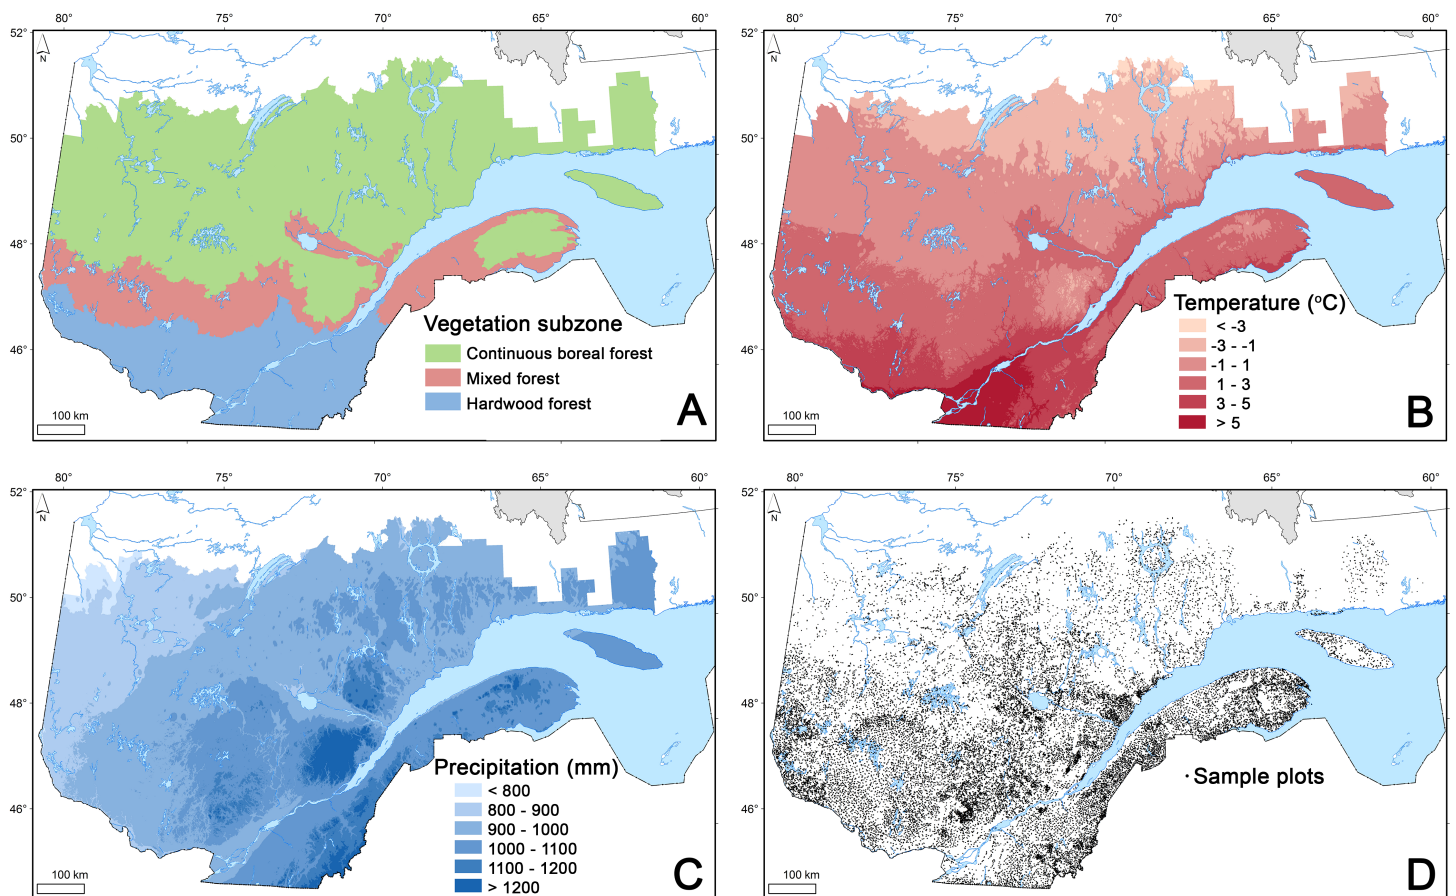 80° 75° 70° 65° 60°
52°
50°
48°
46°
N
Vegetation subzone
Continuous boreal forest
Mixed forest
Hardwood forest
100 km
A
80° 75° 70° 65° 60°
52°
50°
48°
46°
N
Temperature (°C)
< -3
-3 - -1
-1 - 1
1 - 3
3 - 5
> 5
100 km
B
80° 75° 70° 65° 60°
52°
50°
48°
46°
N
Precipitation (mm)
< 800
800 - 900
900 - 1000
1000 - 1100
1100 - 1200
> 1200
100 km
C
80° 75° 70° 65° 60°
52°
50°
48°
46°
N
Sample plots
100 km
D